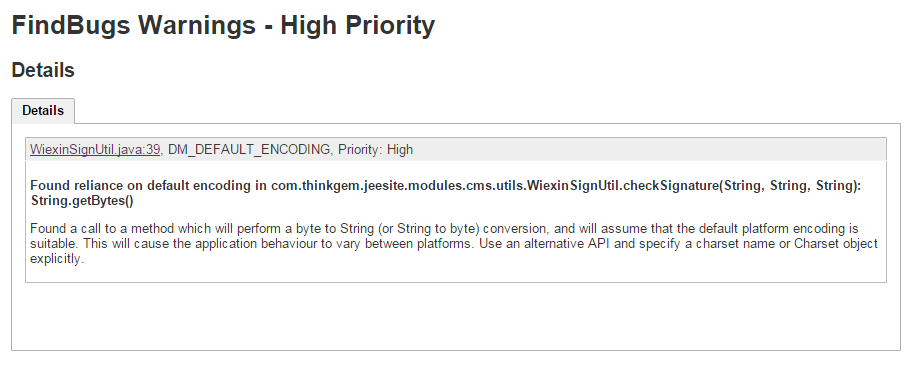 FindBugs Warnings - High Priority
Details
Details
WiexinSignUtil.java:39, DM_DEFAULT_ENCODING, Priority: High
Found reliance on default encoding in com.thinkgem.jeesite.modules.cms.utils.WiexinSignUtil.checkSignature(String, String, String):
String.getBytes()
Found a call to a method which will perform a byte to String (or String to byte) conversion, and will assume that the default platform encoding is
suitable. This will cause the application behaviour to vary between platforms. Use an alternative API and specify a charset name or Charset object
explicitly.